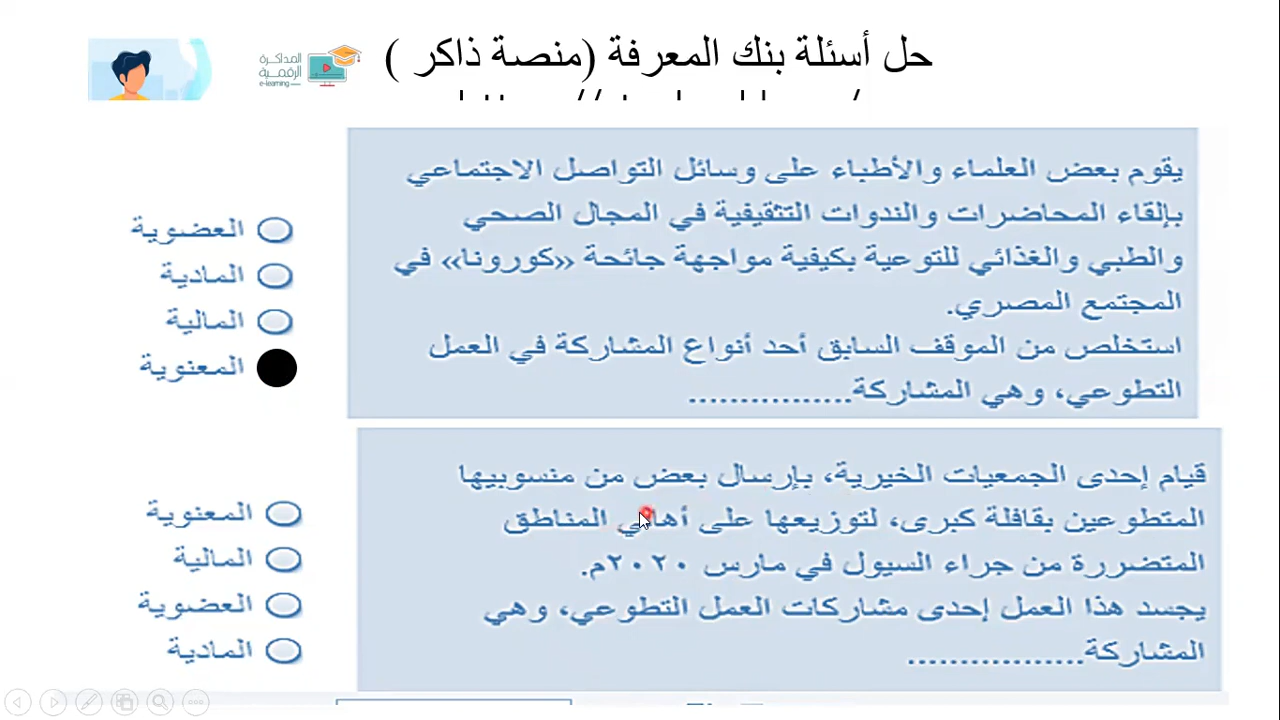 حل أسئلة بنك المعرفة (منصة ذاكر )
المذاكرة
الرقمية
e-learning
يقوم بعض العلماء والأطباء على وسائل التواصل الاجتماعي
بإلقاء المحاضرات والندوات التثقيفية في المجال الصحي
والطبي والغذائي للتوعية بكيفية مواجهة جائحة «كورونا» في
المجتمع المصري.
استخلص من الموقف السابق أحد أنواع المشاركة في العمل
التطوعي، وهي المشاركة................
العضوية
المادية
المالية
المعنوية
قيام إحدى الجمعيات الخيرية، بإرسال بعض من منسوبيها
المتطوعين بقافلة كبرى، لتوزيعها على أهالي المناطق
المتضررة من جراء السيول في مارس ٢٠٢٠م.
يجسد هذا العمل إحدى مشاركات العمل التطوعي، وهي
المشاركة.................
المعنوية
المالية
العضوية
المادية